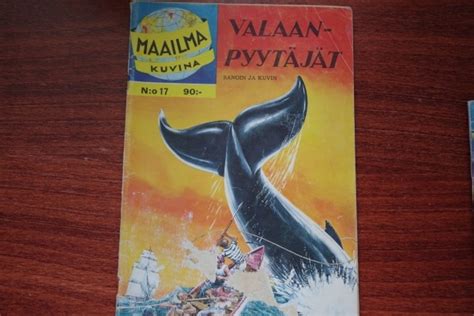 MAAILMA
KUVINA
N:o 17 90:-
VALAAN-
PYYTÄJÄT
SANOIN JA KUVIN